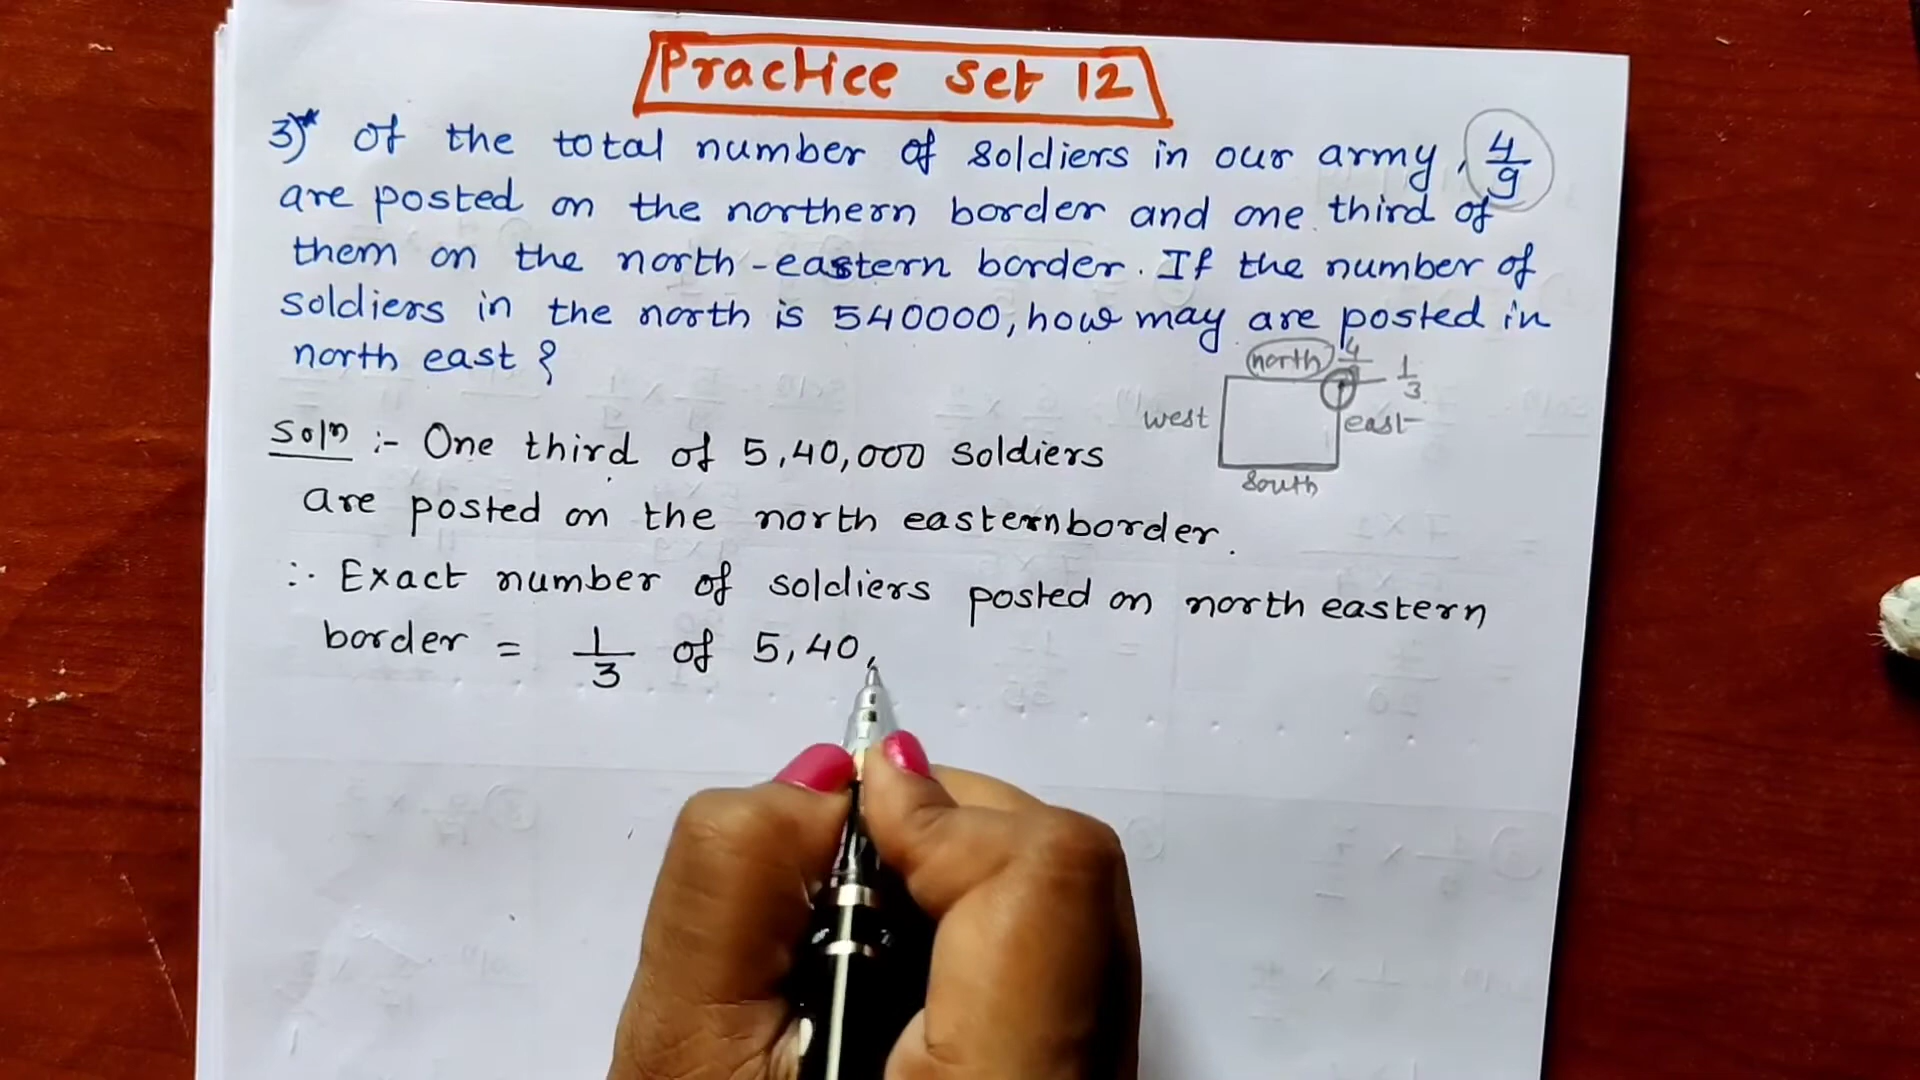 Practice Set 12
3)* Of the total number of soldiers in our army, 4/9
are posted on the northern border and one third of
them on the north-eastern border. If the number of
soldiers in the north is 540000, how may are posted in
north east ?
north 4/9 1/3
west east
South
Soln :- One third of 5,40,000 soldiers
are posted on the north eastern border.
∴ Exact number of soldiers posted on north eastern
border = 1/3 of 5,40,